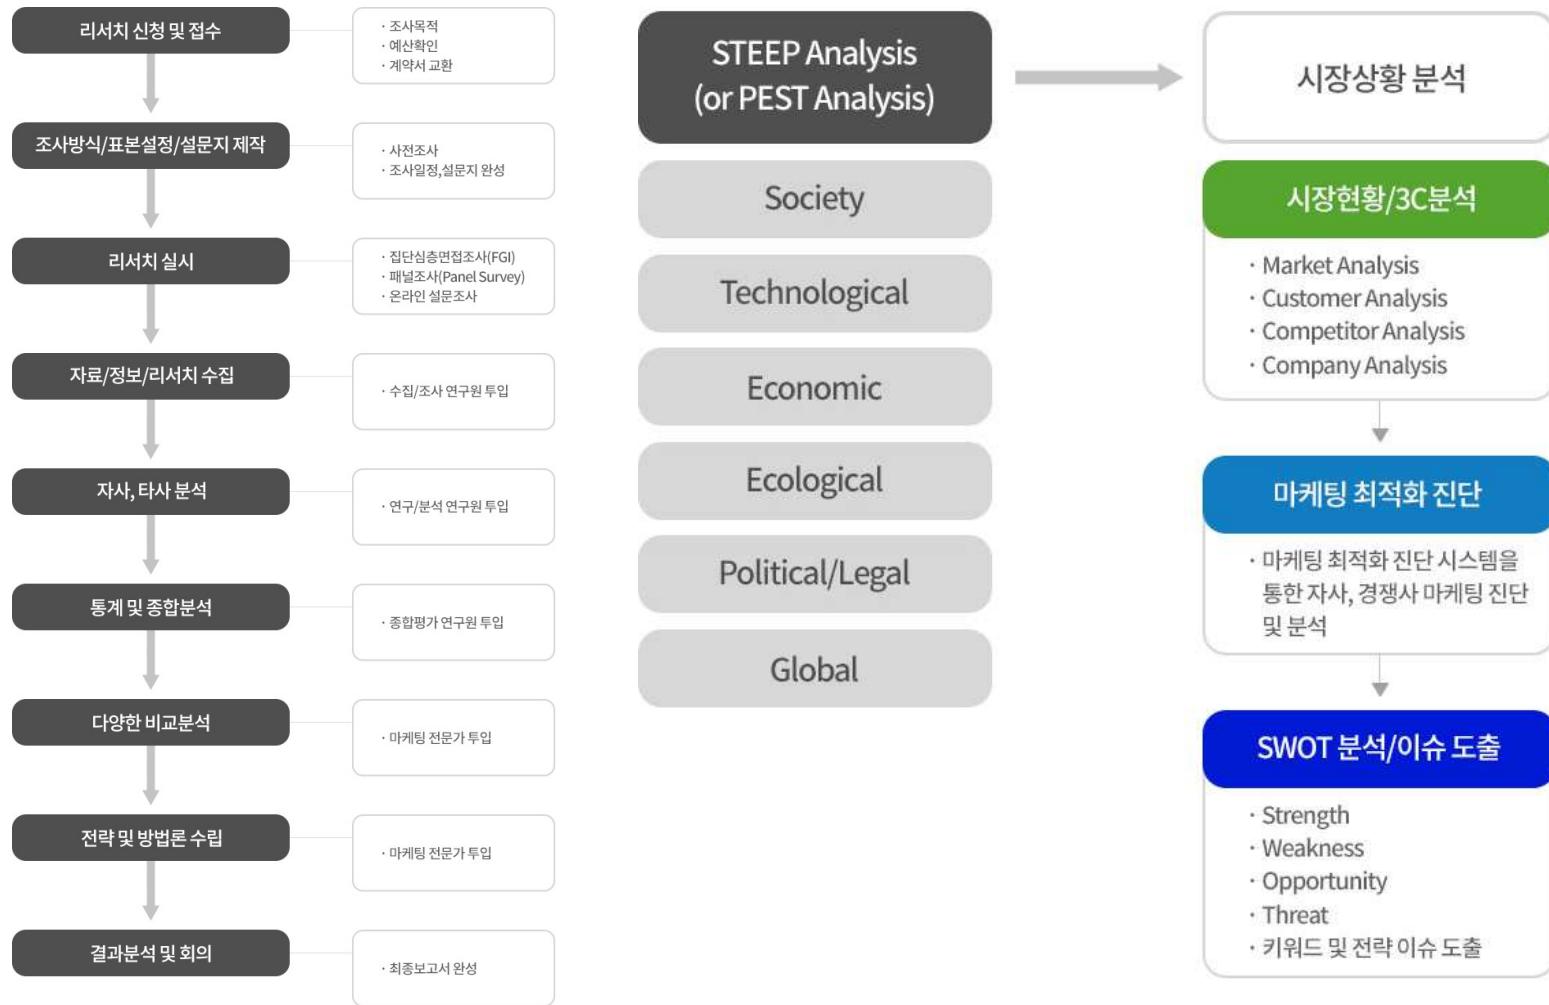 리서치 신청 및 접수
· 조사목적
· 예산확인
· 계약서 교환
조사방식/표본설정/설문지 제작
· 사전조사
· 조사일정,설문지 완성
리서치 실시
· 집단심층면접조사(FGI)
· 패널조사(Panel Survey)
· 온라인 설문조사
자료/정보/리서치 수집
· 수집/조사 연구원 투입
자사, 타사 분석
· 연구/분석 연구원 투입
통계 및 종합분석
· 종합평가 연구원 투입
다양한 비교분석
· 마케팅 전문가 투입
전략 및 방법론 수립
· 마케팅 전문가 투입
결과분석 및 회의
· 최종보고서 완성
STEEP Analysis
(or PEST Analysis)
Society
Technological
Economic
Ecological
Political/Legal
Global
시장상황 분석
시장현황/3C분석
· Market Analysis
· Customer Analysis
· Competitor Analysis
· Company Analysis
마케팅 최적화 진단
· 마케팅 최적화 진단 시스템을
통한 자사, 경쟁사 마케팅 진단
및 분석
SWOT 분석/이슈 도출
· Strength
· Weakness
· Opportunity
· Threat
· 키워드 및 전략 이슈 도출